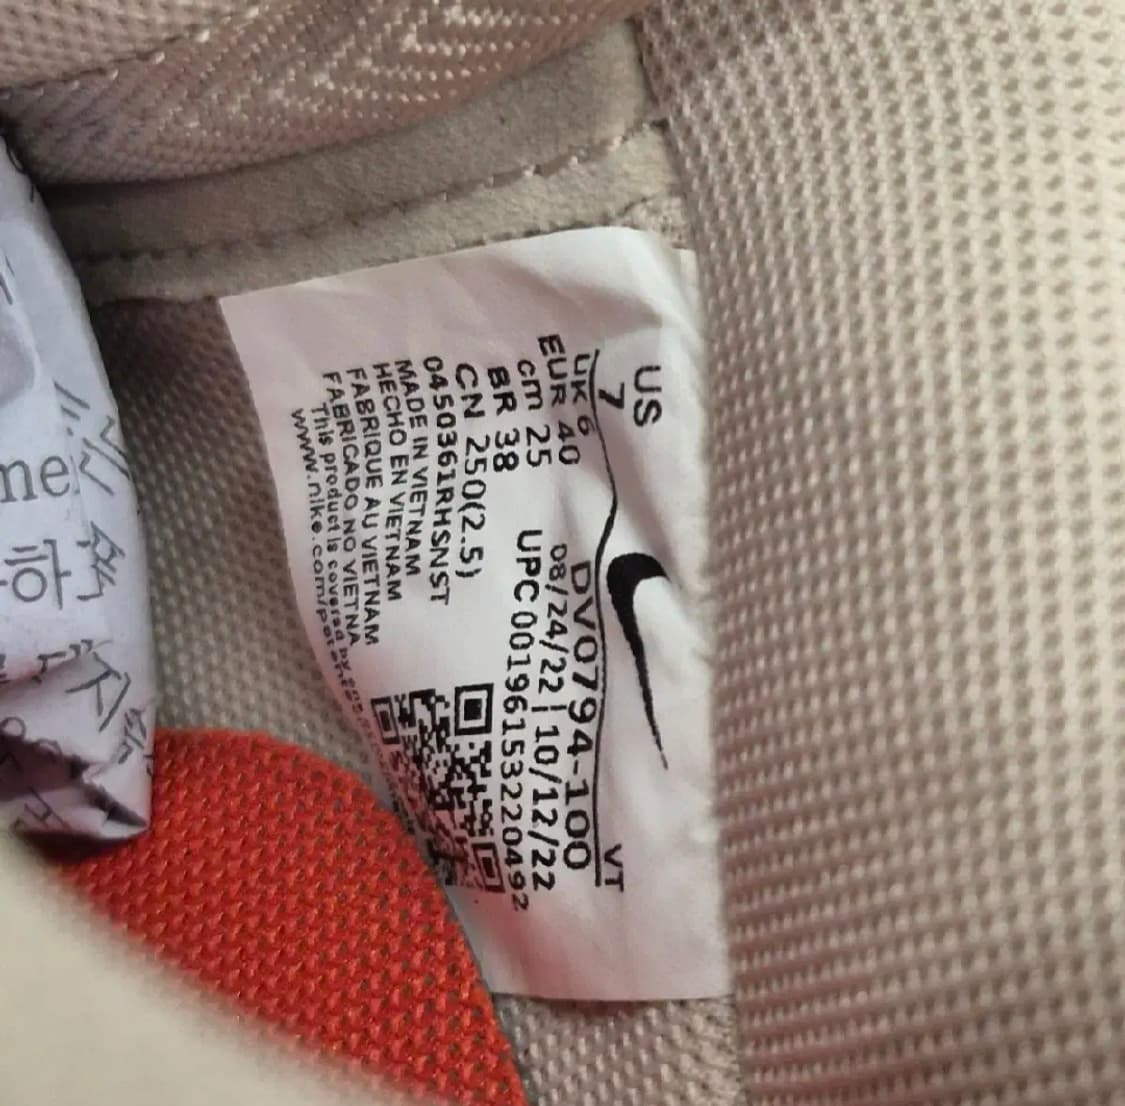 US
7
VT
UK 6
EUR 40
cm 25
BR 38
CN 250(2.5)
DV0794-100
08/24/22 | 10/12/22
UPC 00196153220492
0450361RHSNST
MADE IN VIETNAM
HECHO EN VIETNAM
FABRIQUE AU VIETNAM
FABRICADO NO VIETNA
This product is covered by
www.nike.com/patents
me